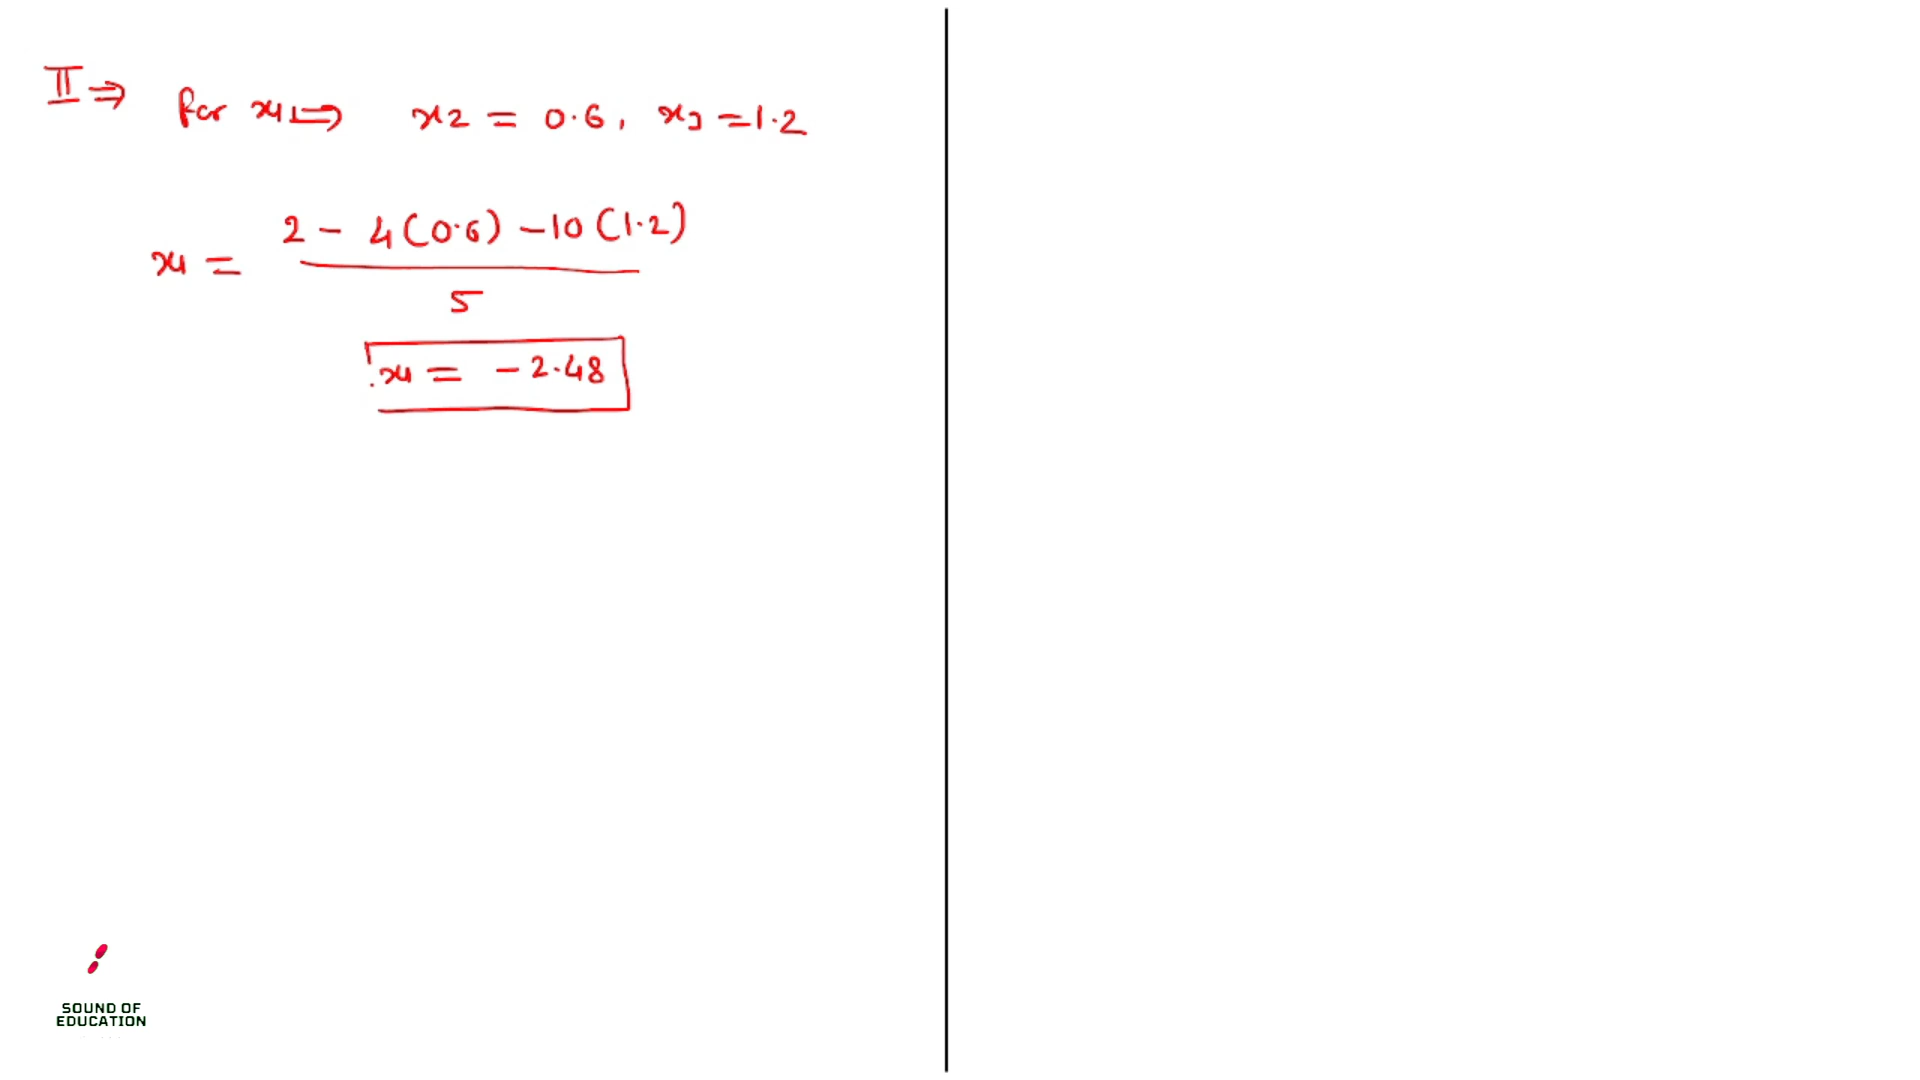 II ⇒ for x1 ⇒ x2 = 0.6, x3 = 1.2
x1 = 2 - 4(0.6) - 10(1.2)
5
x1 = -2.48
SOUND OF
EDUCATION